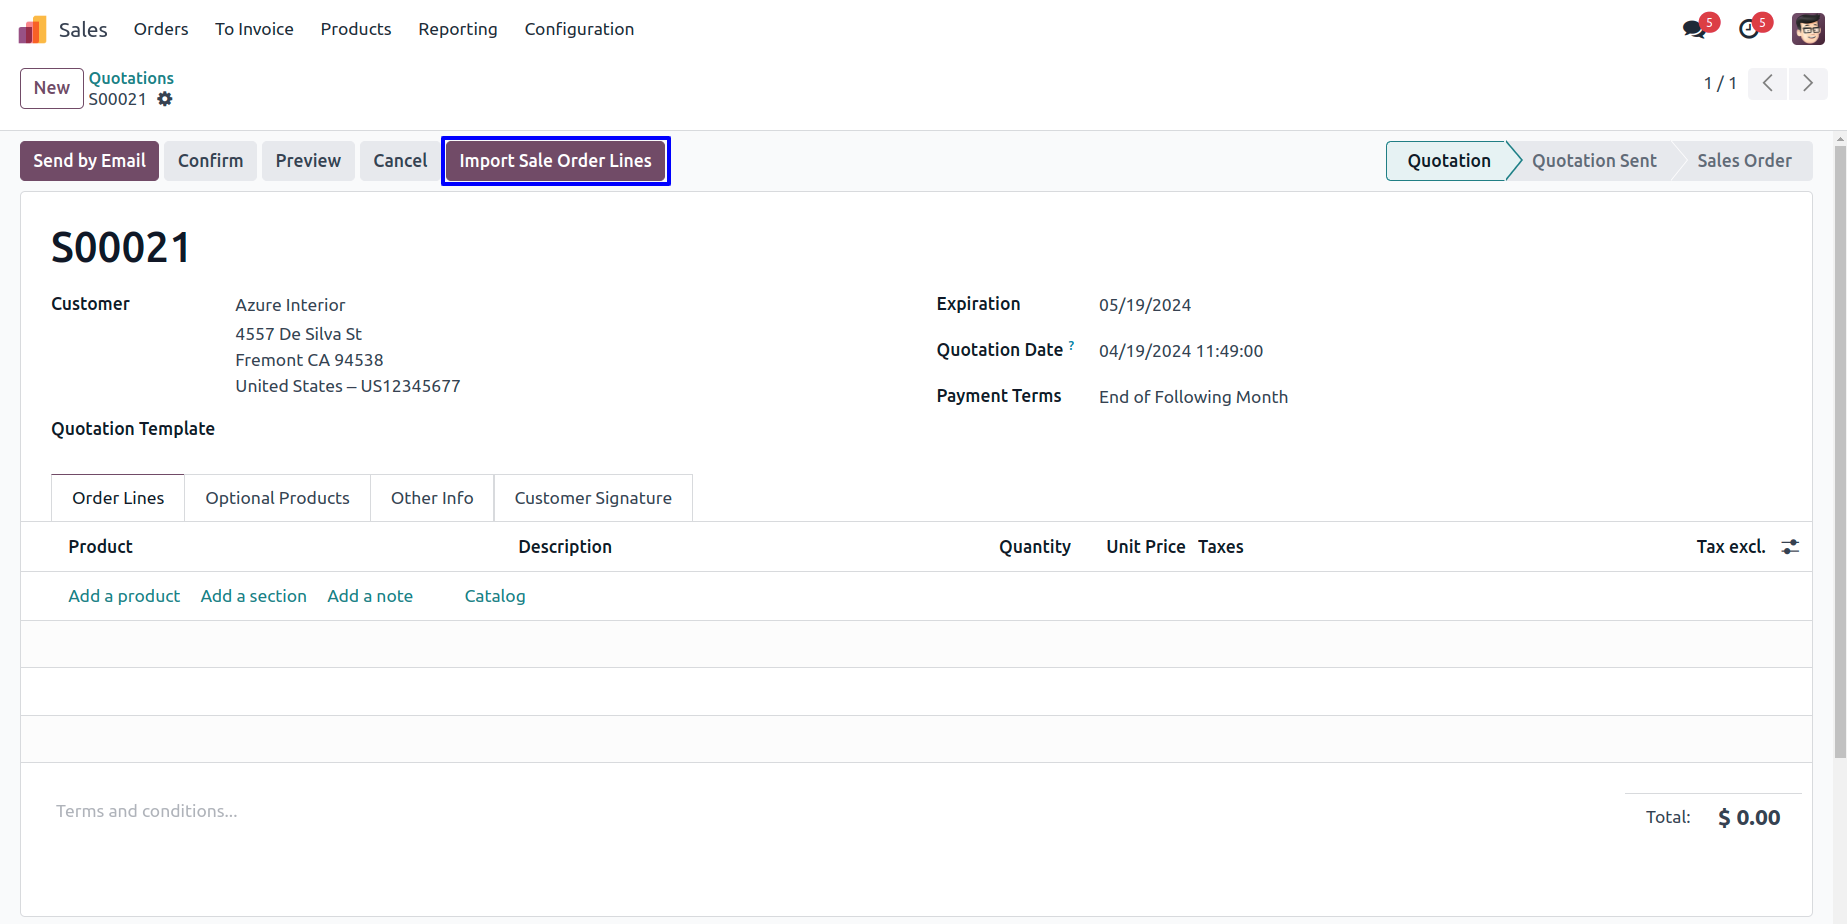 Sales Orders To Invoice Products Reporting Configuration 5 5
New Quotations
S00021
1 / 1
Send by Email Confirm Preview Cancel Import Sale Order Lines Quotation Quotation Sent Sales Order
S00021
Customer Azure Interior
4557 De Silva St
Fremont CA 94538
United States – US12345677
Quotation Template
Expiration 05/19/2024
Quotation Date ? 04/19/2024 11:49:00
Payment Terms End of Following Month
Order Lines Optional Products Other Info Customer Signature
Product Description Quantity Unit Price Taxes Tax excl.
Add a product Add a section Add a note Catalog
Terms and conditions...
Total: $ 0.00